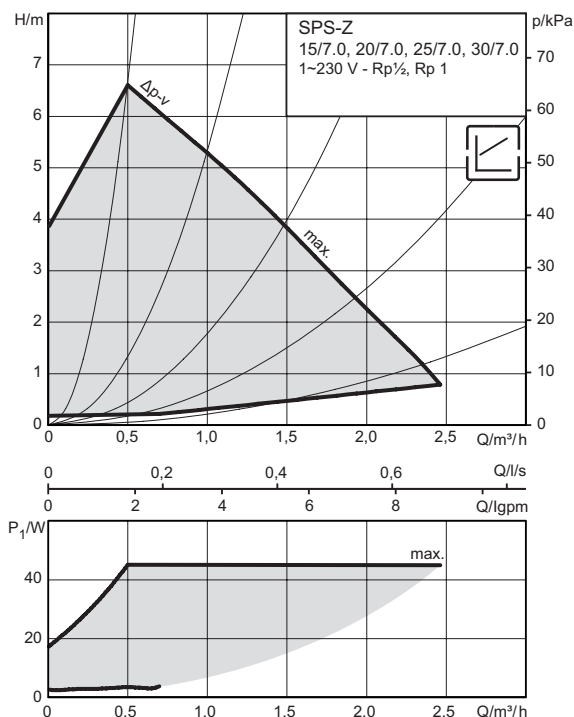 H/m
p/kPa
SPS-Z
15/7.0, 20/7.0, 25/7.0, 30/7.0
1~230 V - Rp½, Rp 1
Δp-v
max.
7
6
5
4
3
2
1
0
70
60
50
40
30
20
10
0
0 0,5 1,0 1,5 2,0 2,5 Q/m³/h
0 0,2 0,4 0,6 Q/l/s
0 2 4 6 8 Q/Igpm
P₁/W
max.
40
20
0
0 0.5 1.0 1.5 2.0 2.5 Q/m³/h